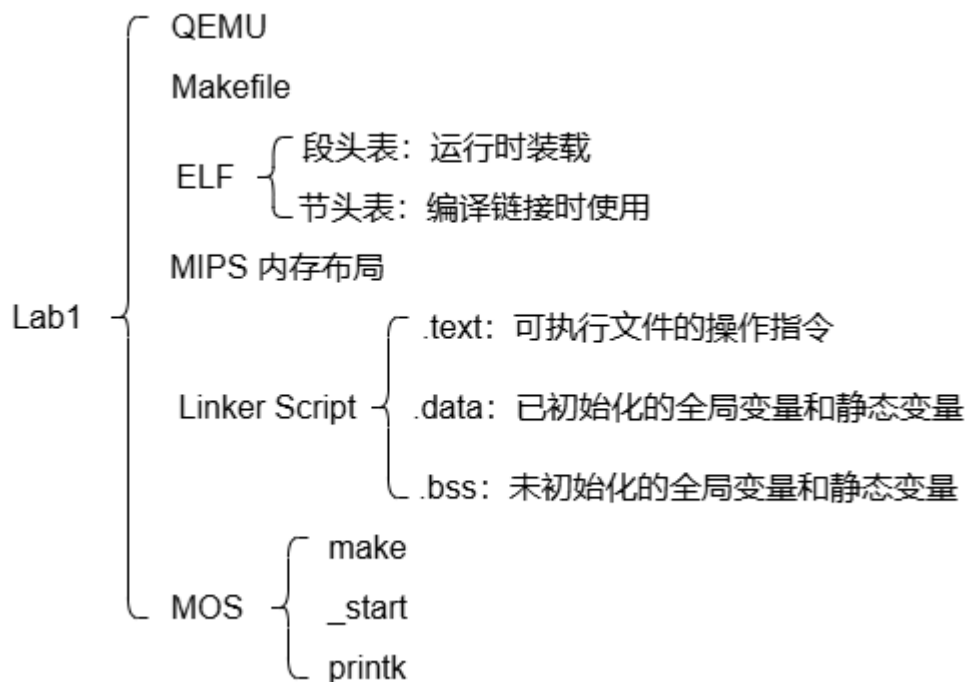 QEMU
Makefile
段头表：运行时装载
ELF
节头表：编译链接时使用
MIPS 内存布局
Lab1
.text：可执行文件的操作指令
Linker Script
.data：已初始化的全局变量和静态变量
.bss：未初始化的全局变量和静态变量
make
MOS
_start
printk